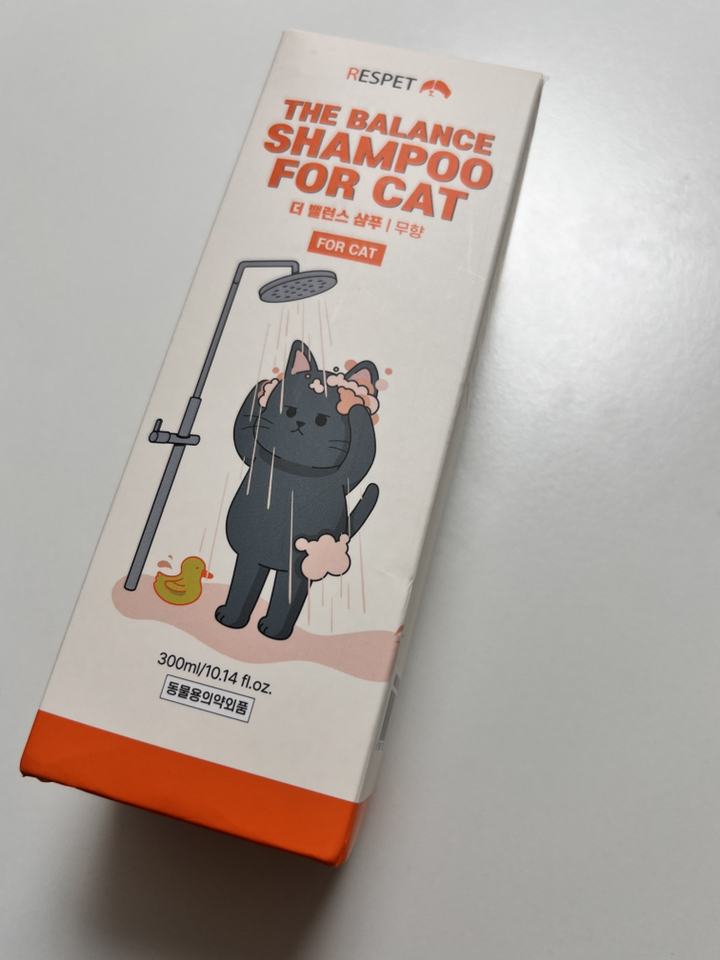 RESPET
THE BALANCE
SHAMPOO
FOR CAT
더 밸런스 샴푸 | 무향
FOR CAT
300ml/10.14 fl.oz.
동물용의약외품